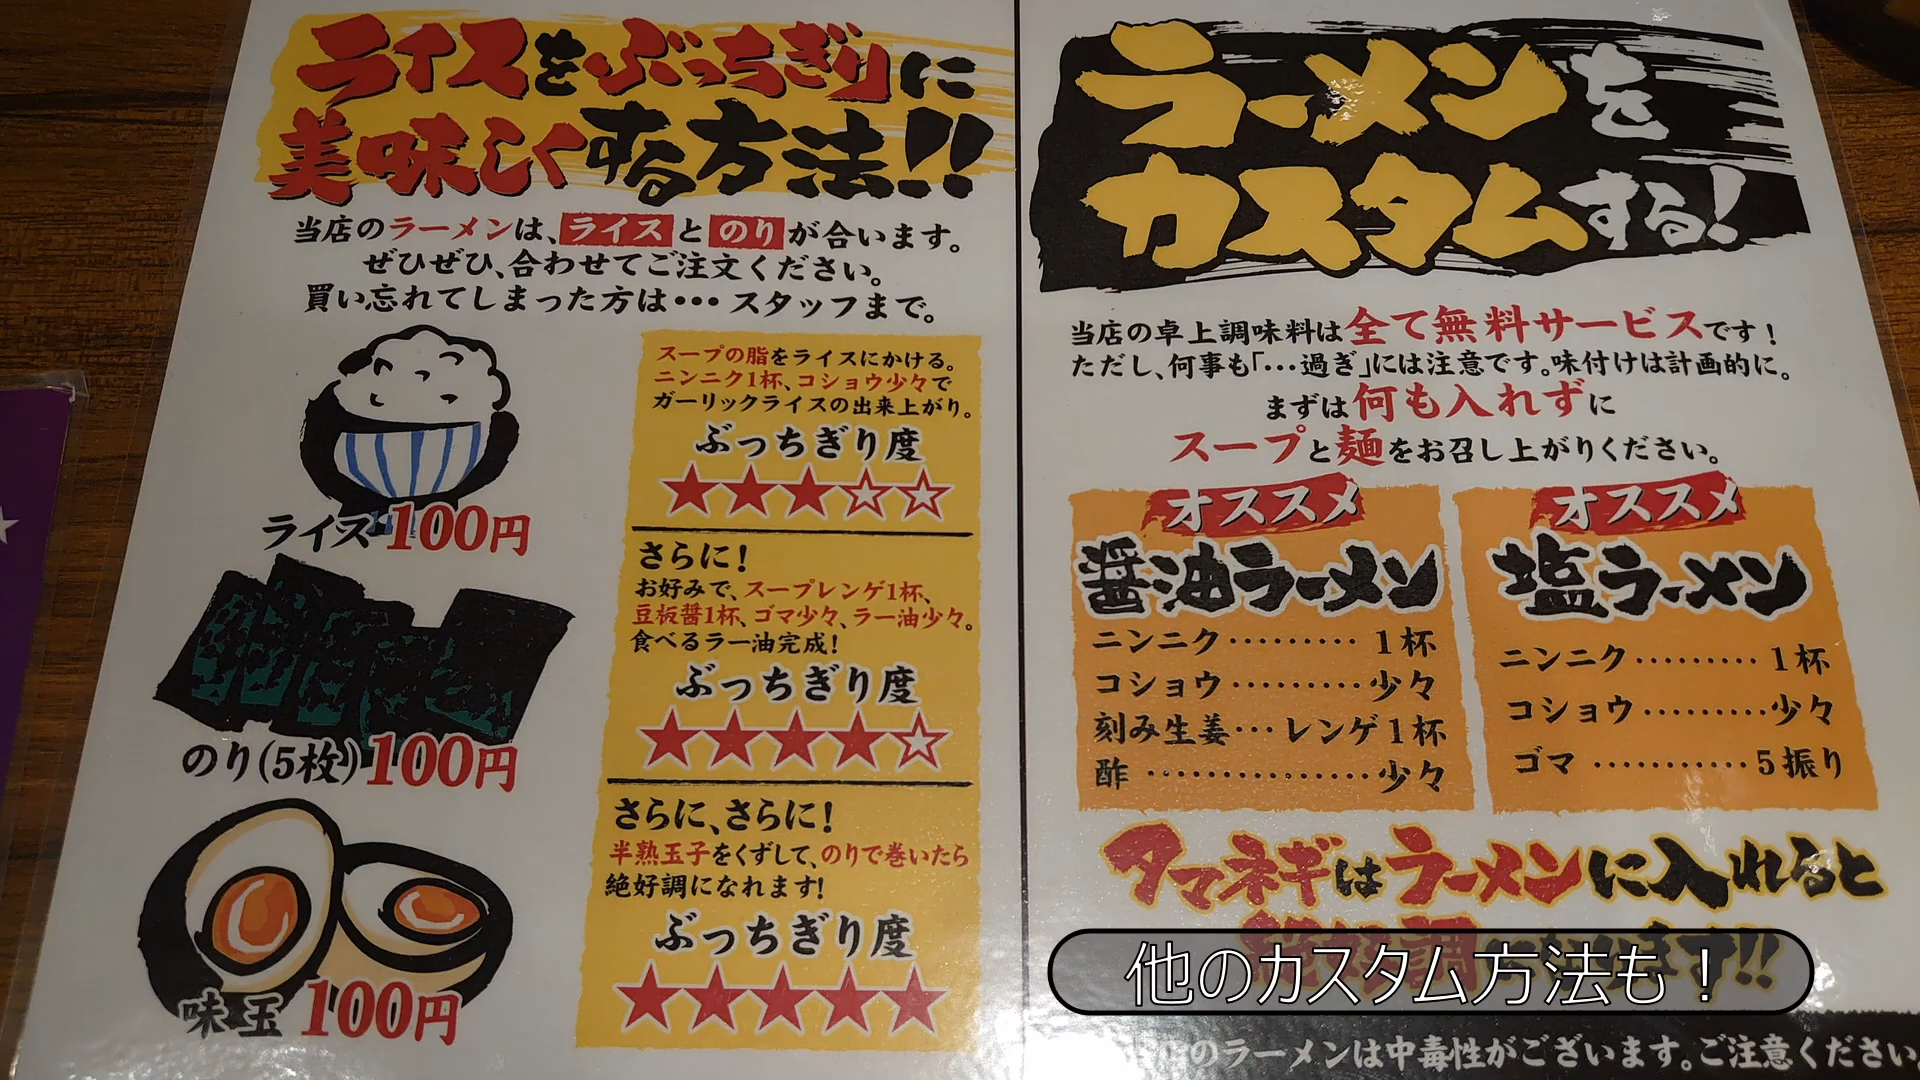 ライスをぶっちぎりに
美味しくする方法!!
当店のラーメンは、ライスとのりが合います。
ぜひぜひ、合わせてご注文ください。
買い忘れてしまった方は・・・スタッフまで。
ライス100円
のり(5枚)100円
味玉100円
スープの脂をライスにかける。
ニンニク1杯、コショウ少々で
ガーリックライスの出来上がり。
ぶっちぎり度
★★★☆☆
さらに!
お好みで、スープレンゲ1杯、
豆板醤1杯、ゴマ少々、ラー油少々。
食べるラー油完成!
ぶっちぎり度
★★★★☆
さらに、さらに!
半熟玉子をくずして、のりで巻いたら
絶好調になれます!
ぶっちぎり度
★★★★★
ラーメンを
カスタムする!
当店の卓上調味料は全て無料サービスです!
ただし、何事も「…過ぎ」には注意です。味付けは計画的に。
まずは何も入れずに
スープと麺をお召し上がりください。
オススメ
醤油ラーメン
ニンニク………1杯
コショウ………少々
刻み生姜…レンゲ1杯
酢……………少々
オススメ
塩ラーメン
ニンニク………1杯
コショウ………少々
ゴマ…………5振り
タマネギはラーメンに入れると
ます!!
他のカスタム方法も!
のラーメンは中毒性がございます。ご注意ください